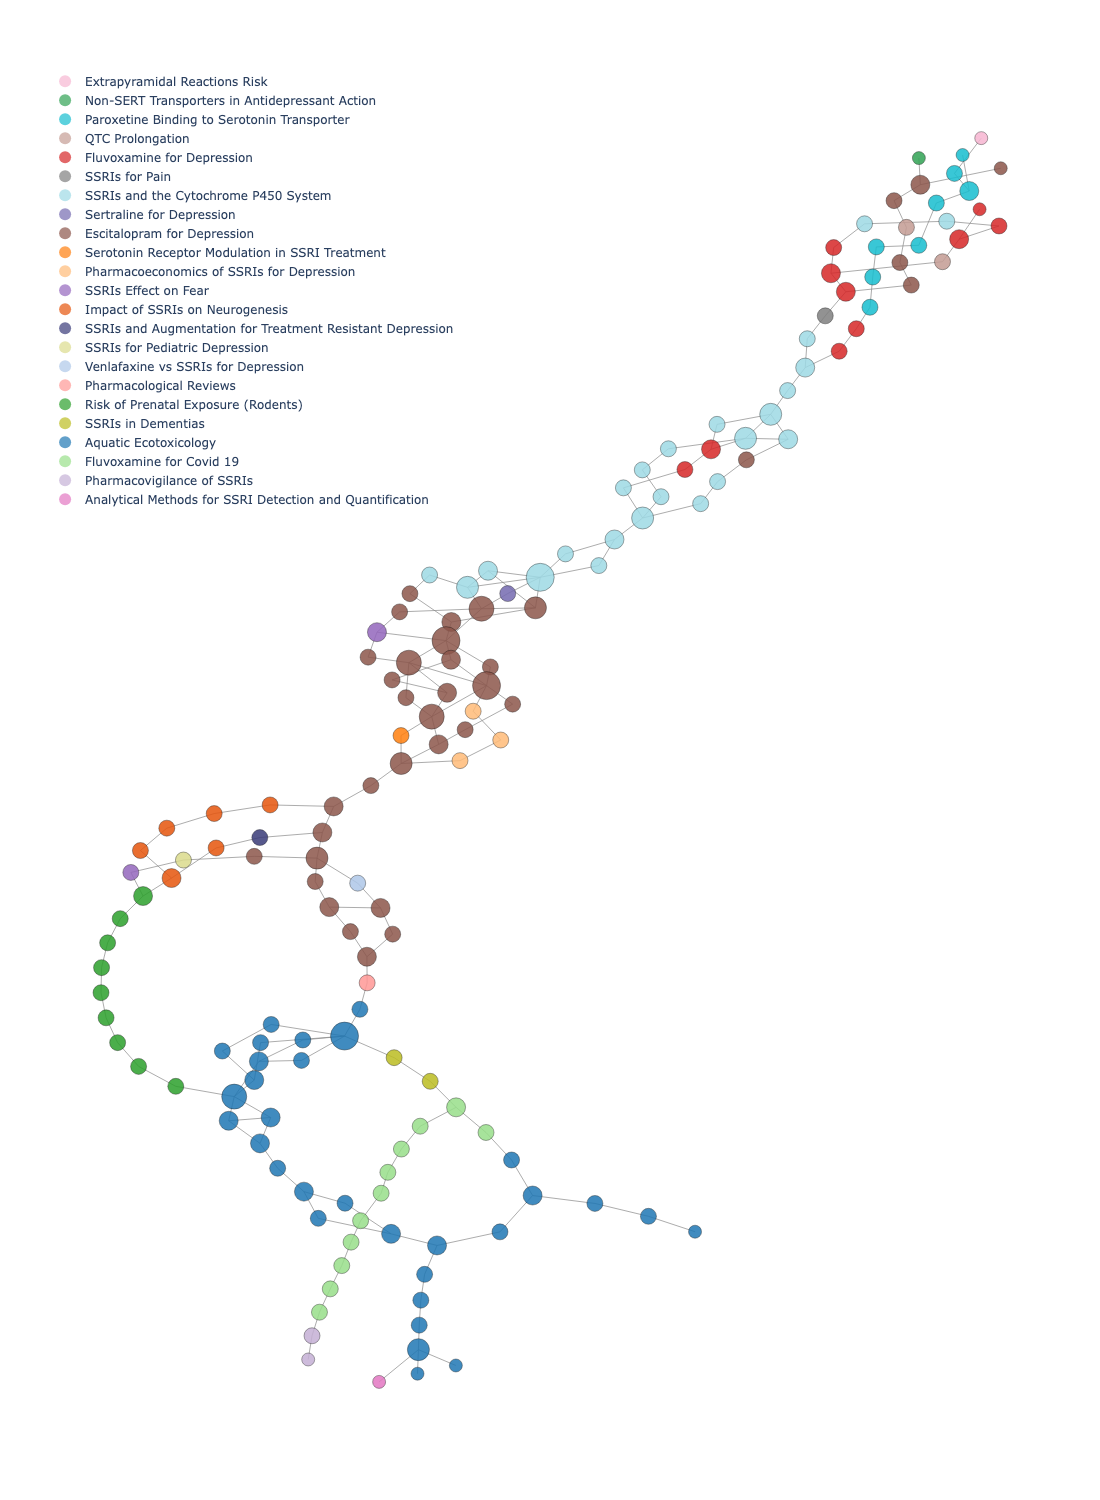 Extrapyramidal Reactions Risk
Non-SERT Transporters in Antidepressant Action
Paroxetine Binding to Serotonin Transporter
QTC Prolongation
Fluvoxamine for Depression
SSRIs for Pain
SSRIs and the Cytochrome P450 System
Sertraline for Depression
Escitalopram for Depression
Serotonin Receptor Modulation in SSRI Treatment
Pharmacoeconomics of SSRIs for Depression
SSRIs Effect on Fear
Impact of SSRIs on Neurogenesis
SSRIs and Augmentation for Treatment Resistant Depression
SSRIs for Pediatric Depression
Venlafaxine vs SSRIs for Depression
Pharmacological Reviews
Risk of Prenatal Exposure (Rodents)
SSRIs in Dementias
Aquatic Ecotoxicology
Fluvoxamine for Covid 19
Pharmacovigilance of SSRIs
Analytical Methods for SSRI Detection and Quantification